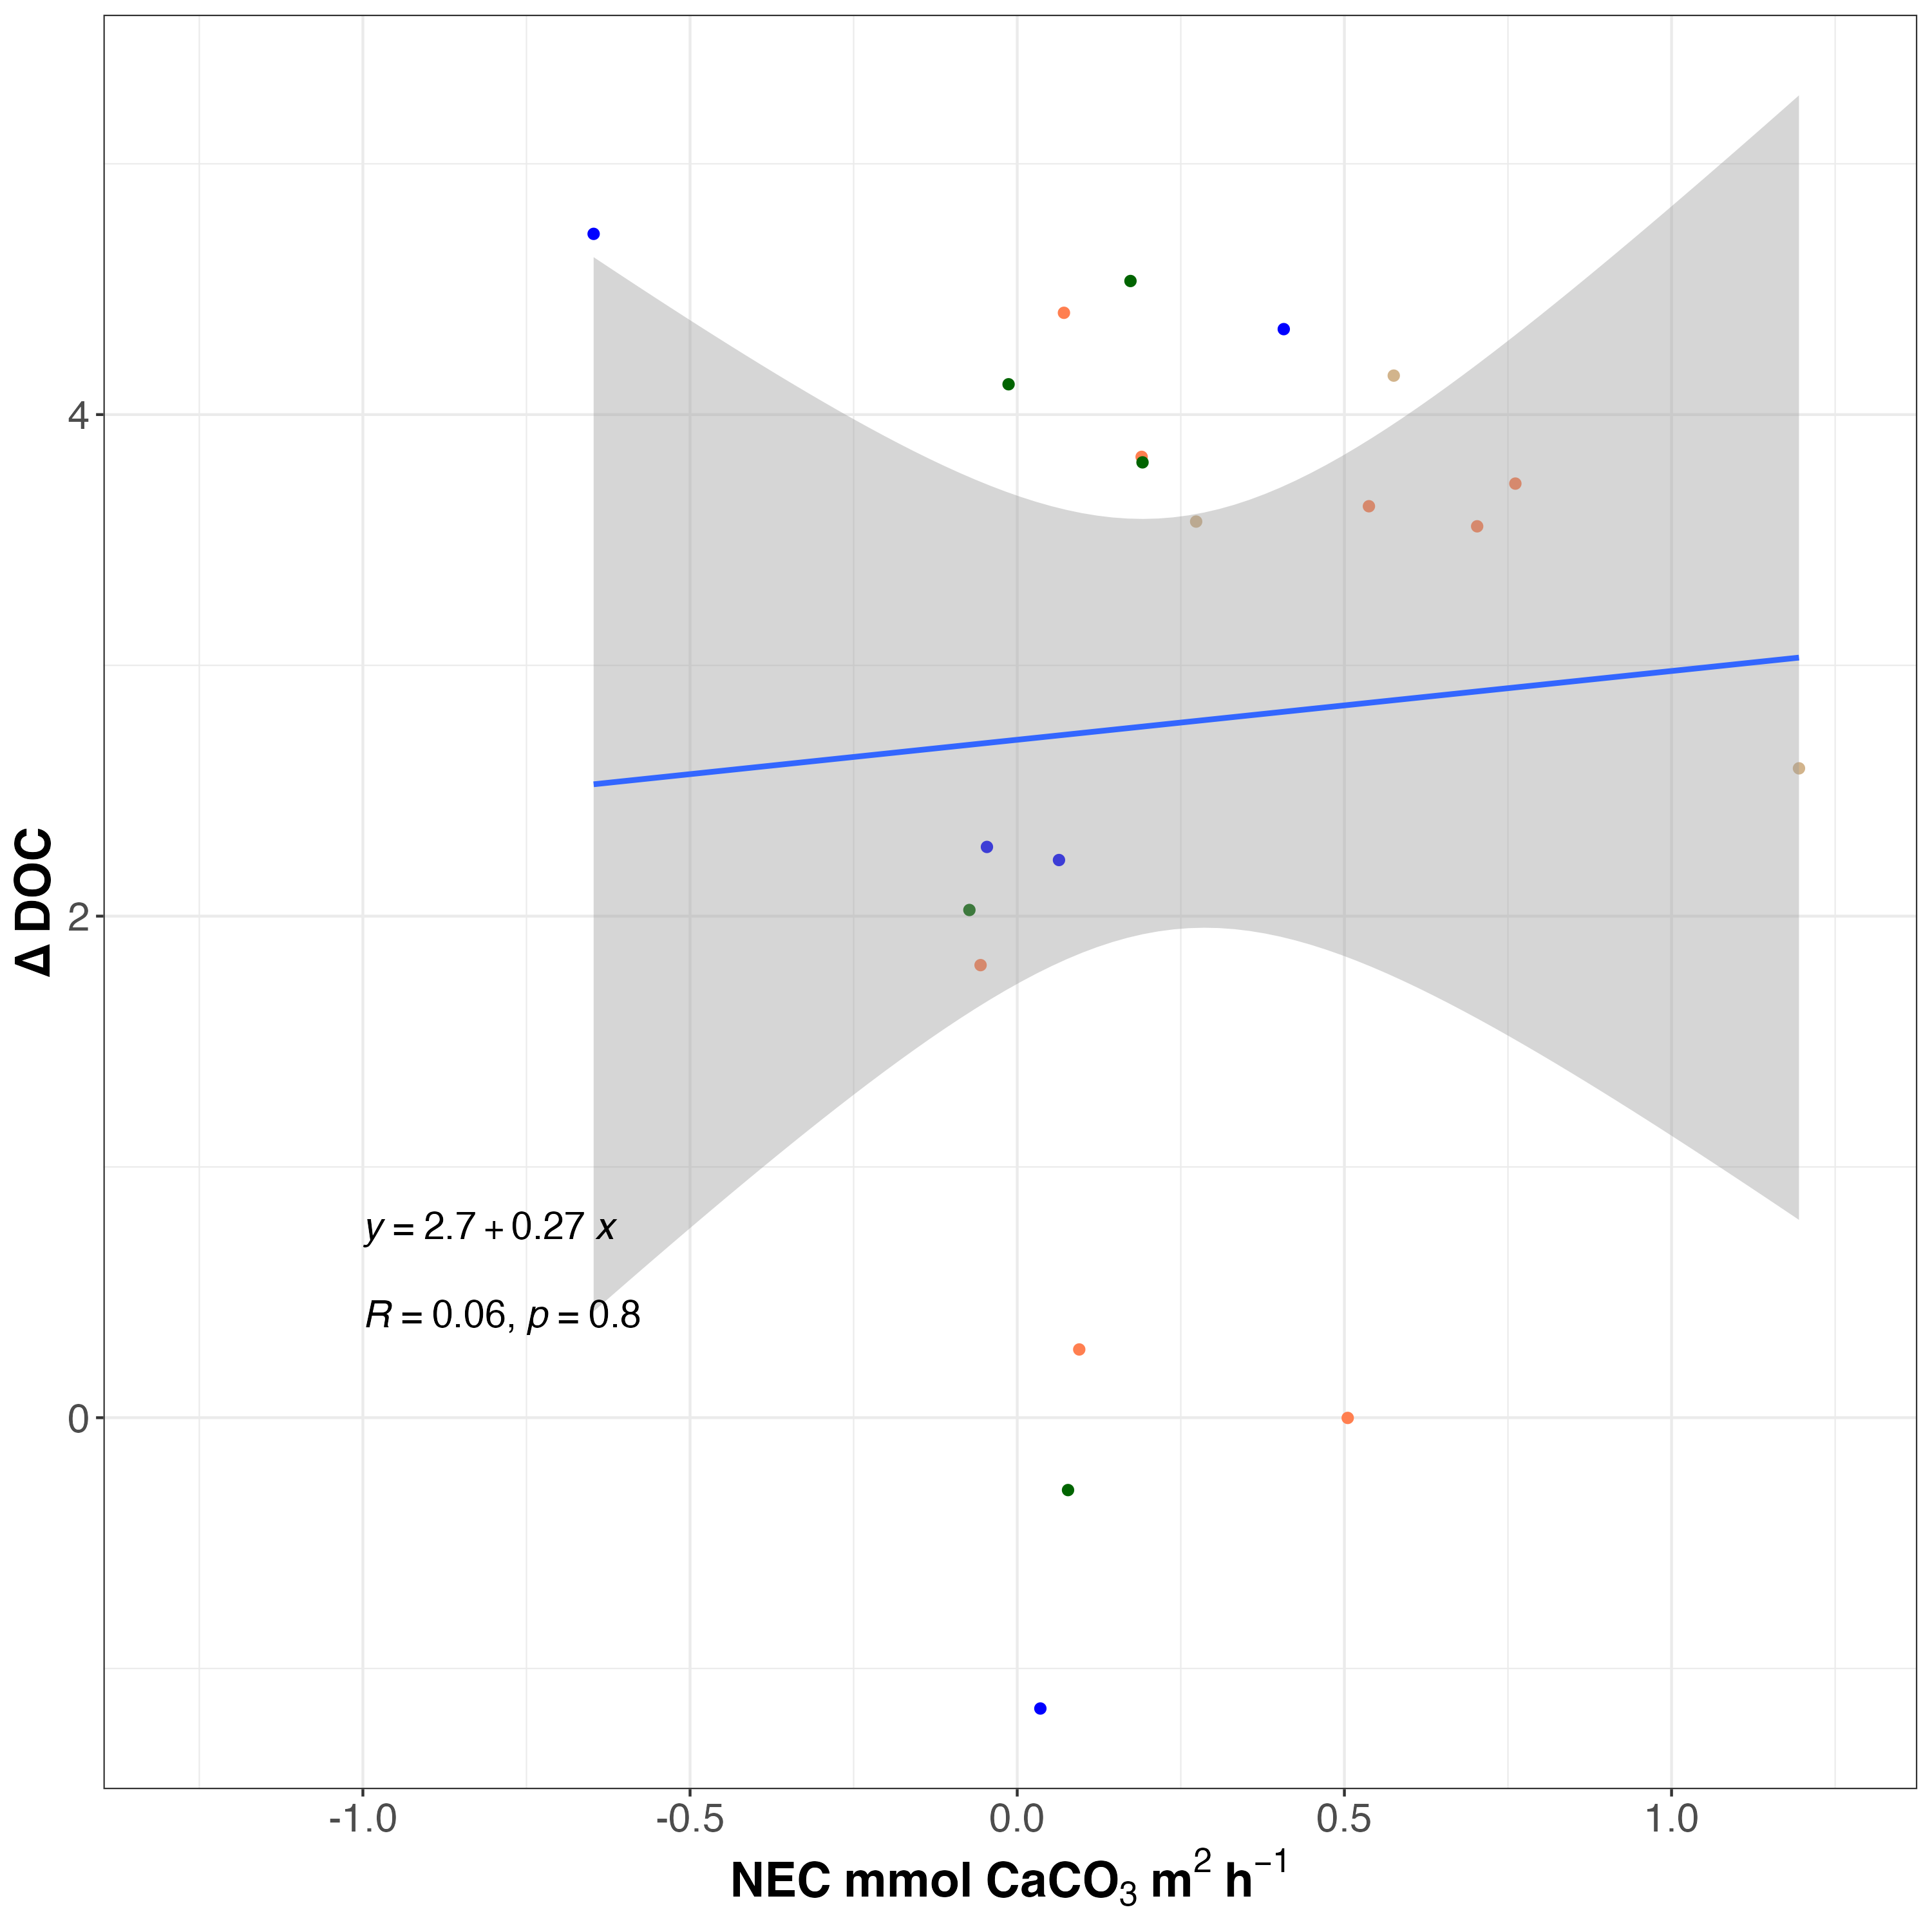 Δ DOC
4
2
0
y = 2.7 + 0.27 x
R = 0.06, p = 0.8
-1.0 -0.5 0.0 0.5 1.0
NEC mmol CaCO₃ m² h⁻¹